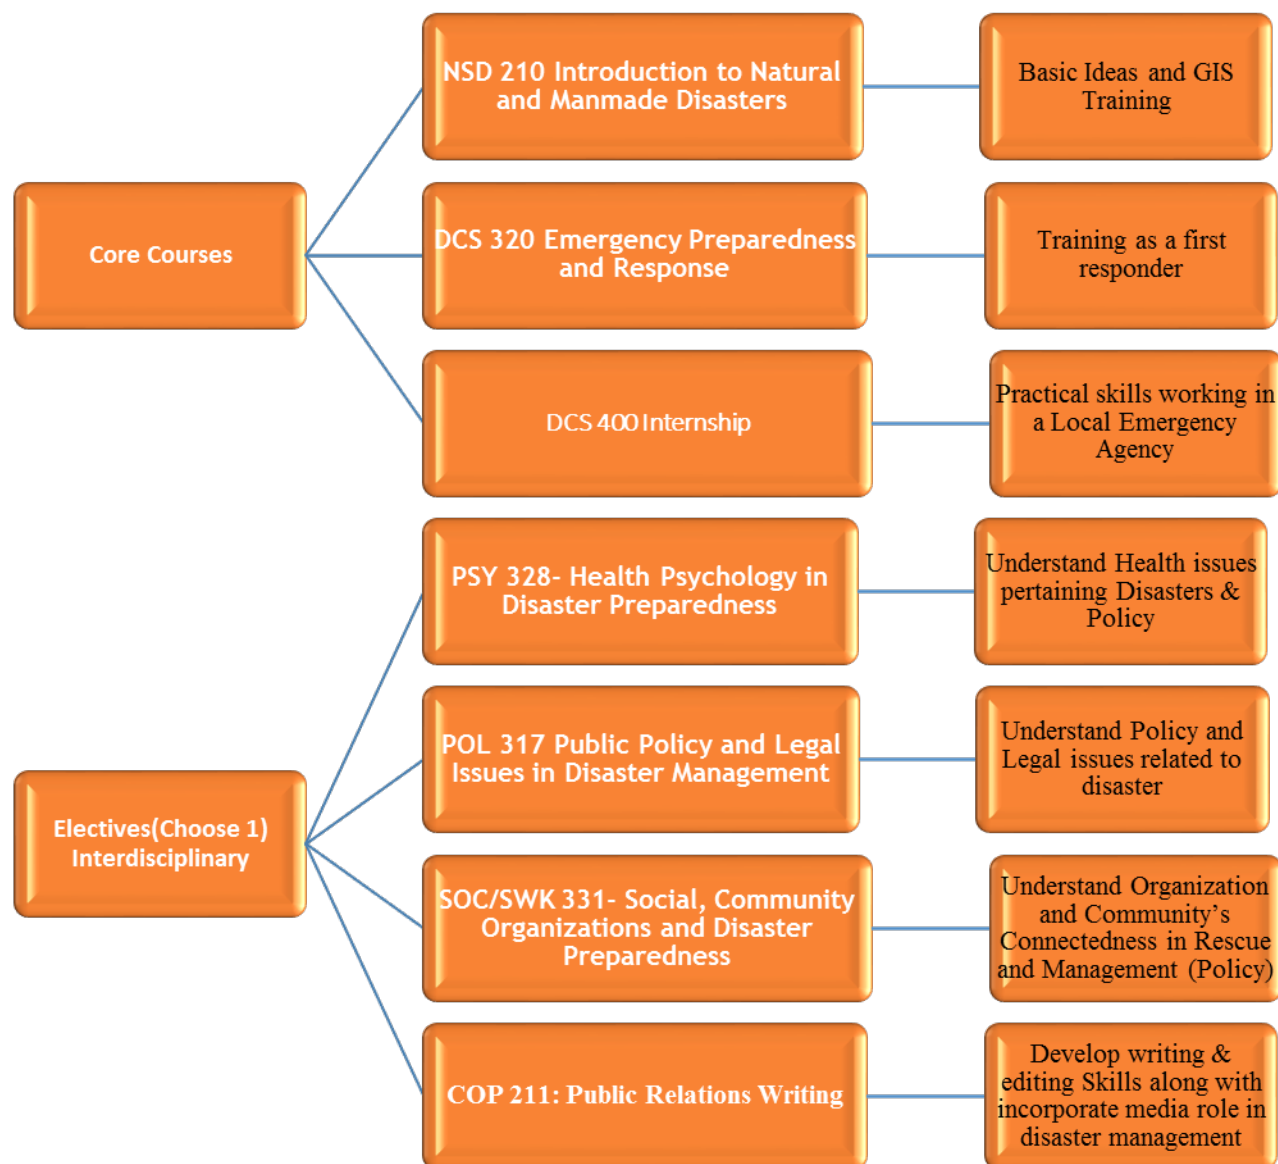 Core Courses
NSD 210 Introduction to Natural
and Manmade Disasters
Basic Ideas and GIS
Training
DCS 320 Emergency Preparedness
and Response
Training as a first
responder
DCS 400 Internship
Practical skills working in
a Local Emergency
Agency
Electives(Choose 1)
Interdisciplinary
PSY 328- Health Psychology in
Disaster Preparedness
Understand Health issues
pertaining Disasters &
Policy
POL 317 Public Policy and Legal
Issues in Disaster Management
Understand Policy and
Legal issues related to
disaster
SOC/SWK 331- Social, Community
Organizations and Disaster
Preparedness
Understand Organization
and Community’s
Connectedness in Rescue
and Management (Policy)
COP 211: Public Relations Writing
Develop writing &
editing Skills along with
incorporate media role in
disaster management